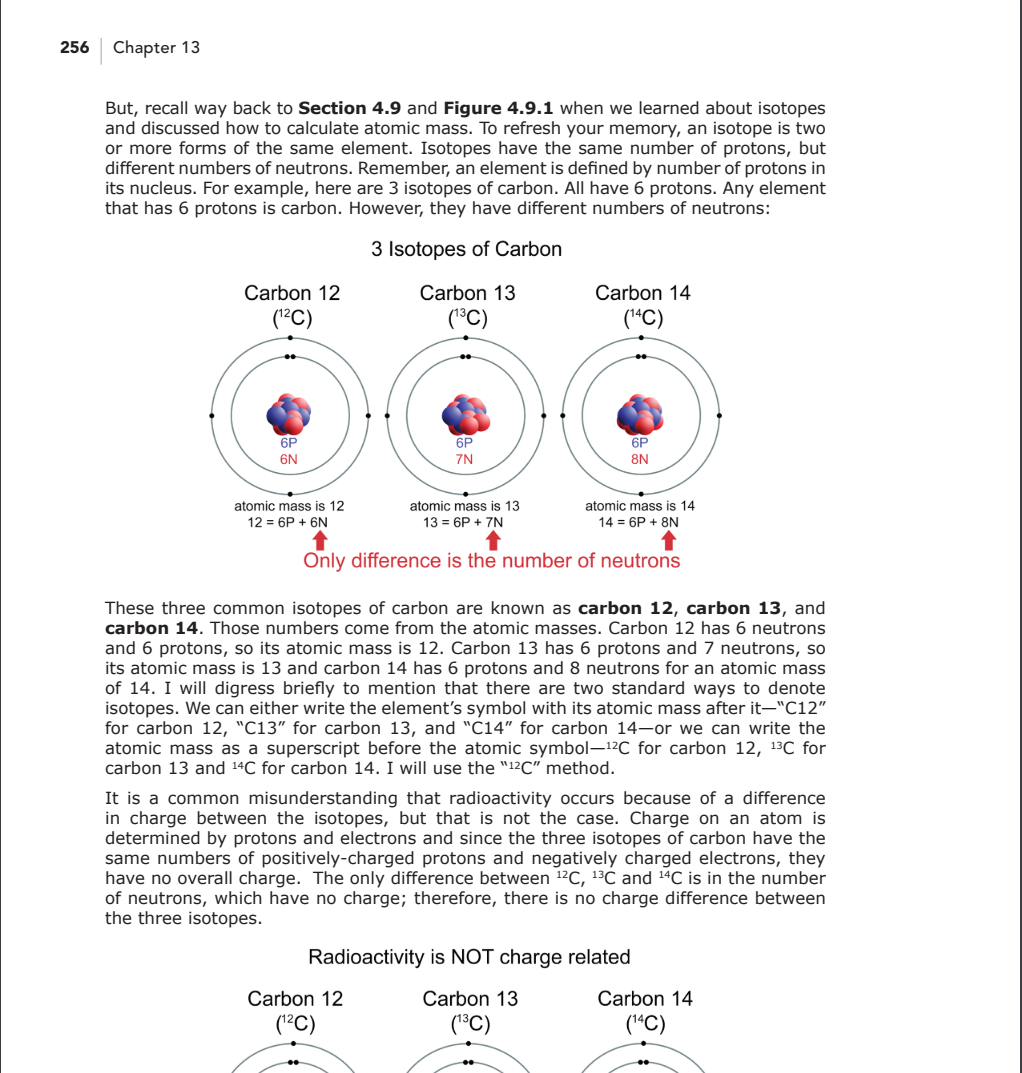 256 | Chapter 13
But, recall way back to Section 4.9 and Figure 4.9.1 when we learned about isotopes
and discussed how to calculate atomic mass. To refresh your memory, an isotope is two
or more forms of the same element. Isotopes have the same number of protons, but
different numbers of neutrons. Remember, an element is defined by number of protons in
its nucleus. For example, here are 3 isotopes of carbon. All have 6 protons. Any element
that has 6 protons is carbon. However, they have different numbers of neutrons:
3 Isotopes of Carbon
Carbon 12 Carbon 13 Carbon 14
(¹²C) (¹³C) (¹⁴C)
6P 6P 6P
6N 7N 8N
atomic mass is 12 atomic mass is 13 atomic mass is 14
12 = 6P + 6N 13 = 6P + 7N 14 = 6P + 8N
Only difference is the number of neutrons
These three common isotopes of carbon are known as carbon 12, carbon 13, and
carbon 14. Those numbers come from the atomic masses. Carbon 12 has 6 neutrons
and 6 protons, so its atomic mass is 12. Carbon 13 has 6 protons and 7 neutrons, so
its atomic mass is 13 and carbon 14 has 6 protons and 8 neutrons for an atomic mass
of 14. I will digress briefly to mention that there are two standard ways to denote
isotopes. We can either write the element’s symbol with its atomic mass after it—“C12”
for carbon 12, “C13” for carbon 13, and “C14” for carbon 14—or we can write the
atomic mass as a superscript before the atomic symbol—¹²C for carbon 12, ¹³C for
carbon 13 and ¹⁴C for carbon 14. I will use the “¹²C” method.
It is a common misunderstanding that radioactivity occurs because of a difference
in charge between the isotopes, but that is not the case. Charge on an atom is
determined by protons and electrons and since the three isotopes of carbon have the
same numbers of positively-charged protons and negatively charged electrons, they
have no overall charge. The only difference between ¹²C, ¹³C and ¹⁴C is in the number
of neutrons, which have no charge; therefore, there is no charge difference between
the three isotopes.
Radioactivity is NOT charge related
Carbon 12 Carbon 13 Carbon 14
(¹²C) (¹³C) (¹⁴C)